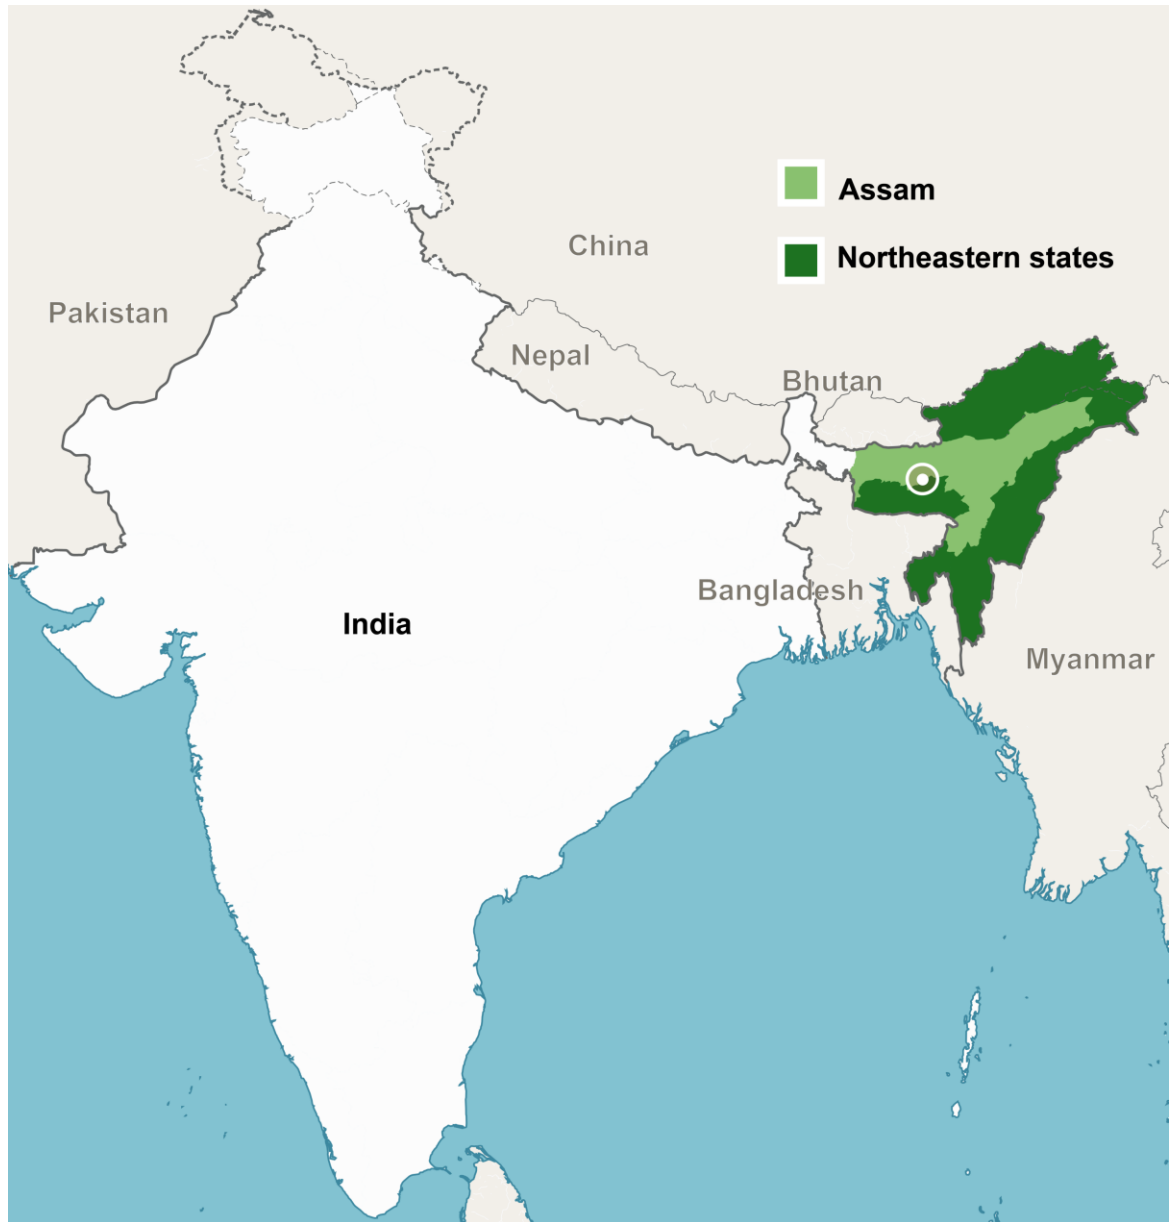 Assam
China
Northeastern states
Pakistan
Nepal
Bhutan
Bangladesh
India
Myanmar